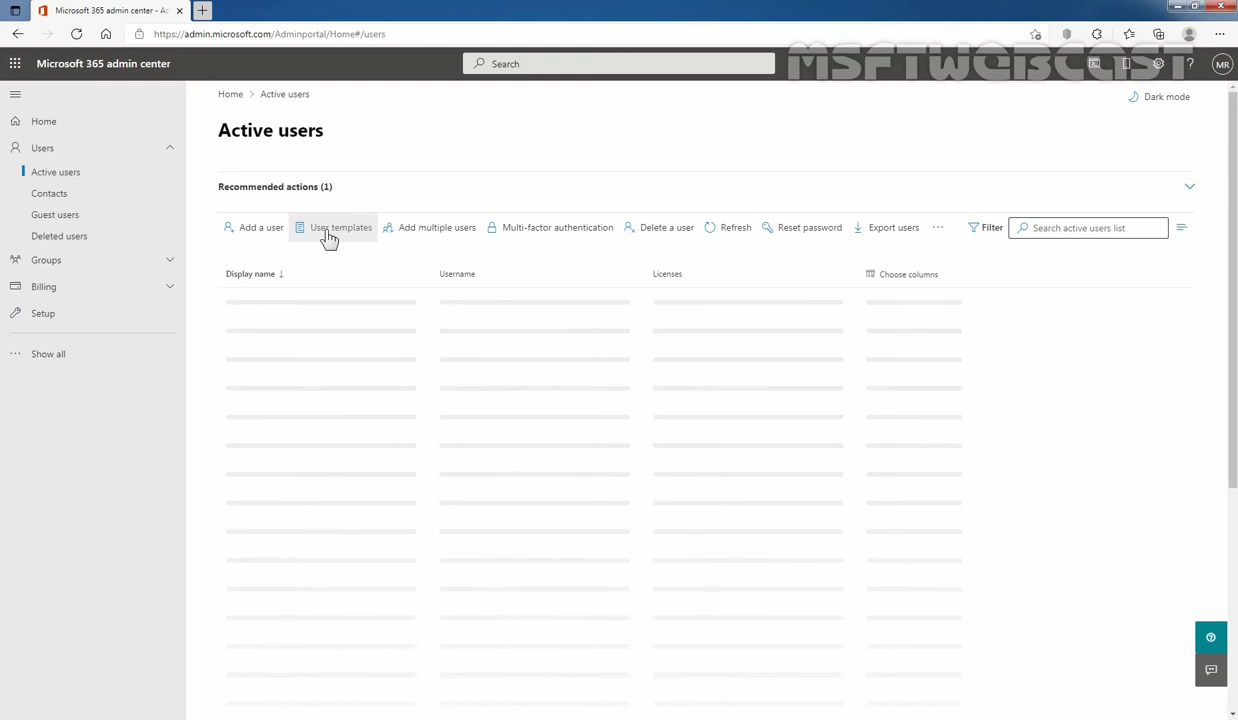 Microsoft 365 admin center - Ac
https://admin.microsoft.com/Adminportal/Home#/users
Microsoft 365 admin center
Search
MSFTWEBCAST
MR
Home
Users
Active users
Contacts
Guest users
Deleted users
Groups
Billing
Setup
Show all
Home > Active users
Dark mode
Active users
Recommended actions (1)
Add a user User templates Add multiple users Multi-factor authentication Delete a user Refresh Reset password Export users Filter Search active users list
Display name Username Licenses Choose columns